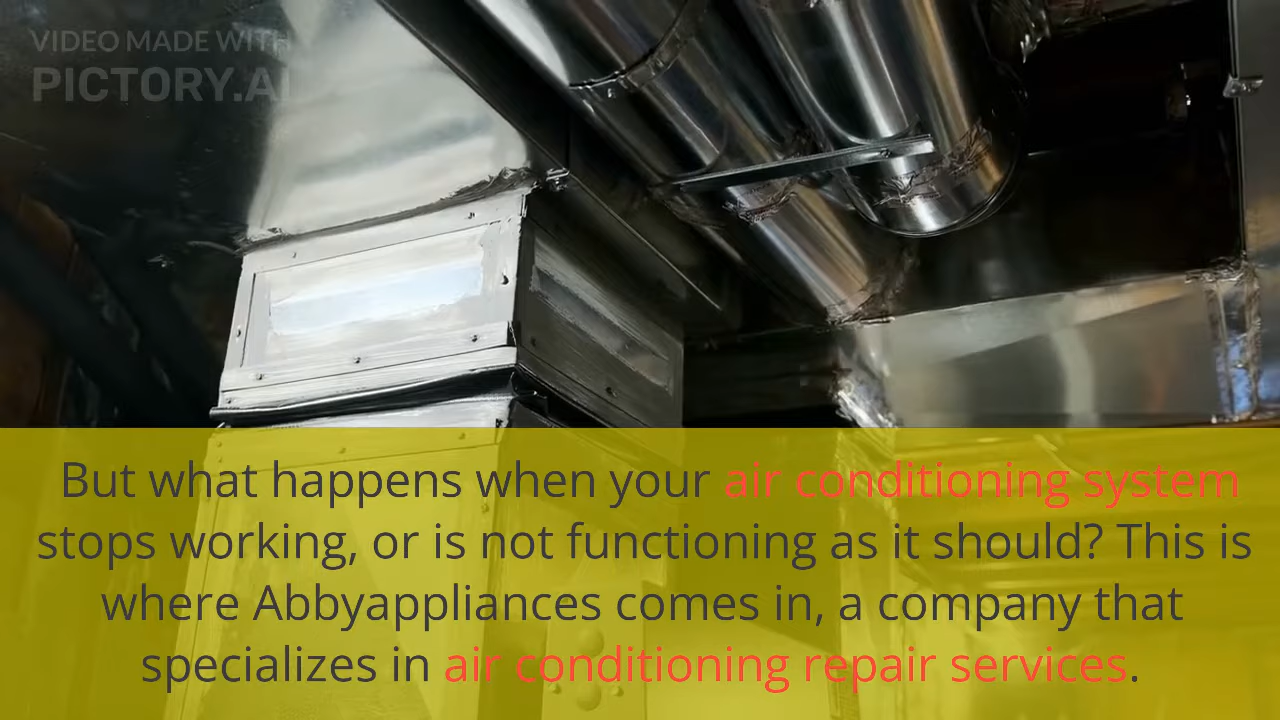 VIDEO MADE WITH
PICTORY.AI
But what happens when your air conditioning system
stops working, or is not functioning as it should? This is
where Abbyappliances comes in, a company that
specializes in air conditioning repair services.